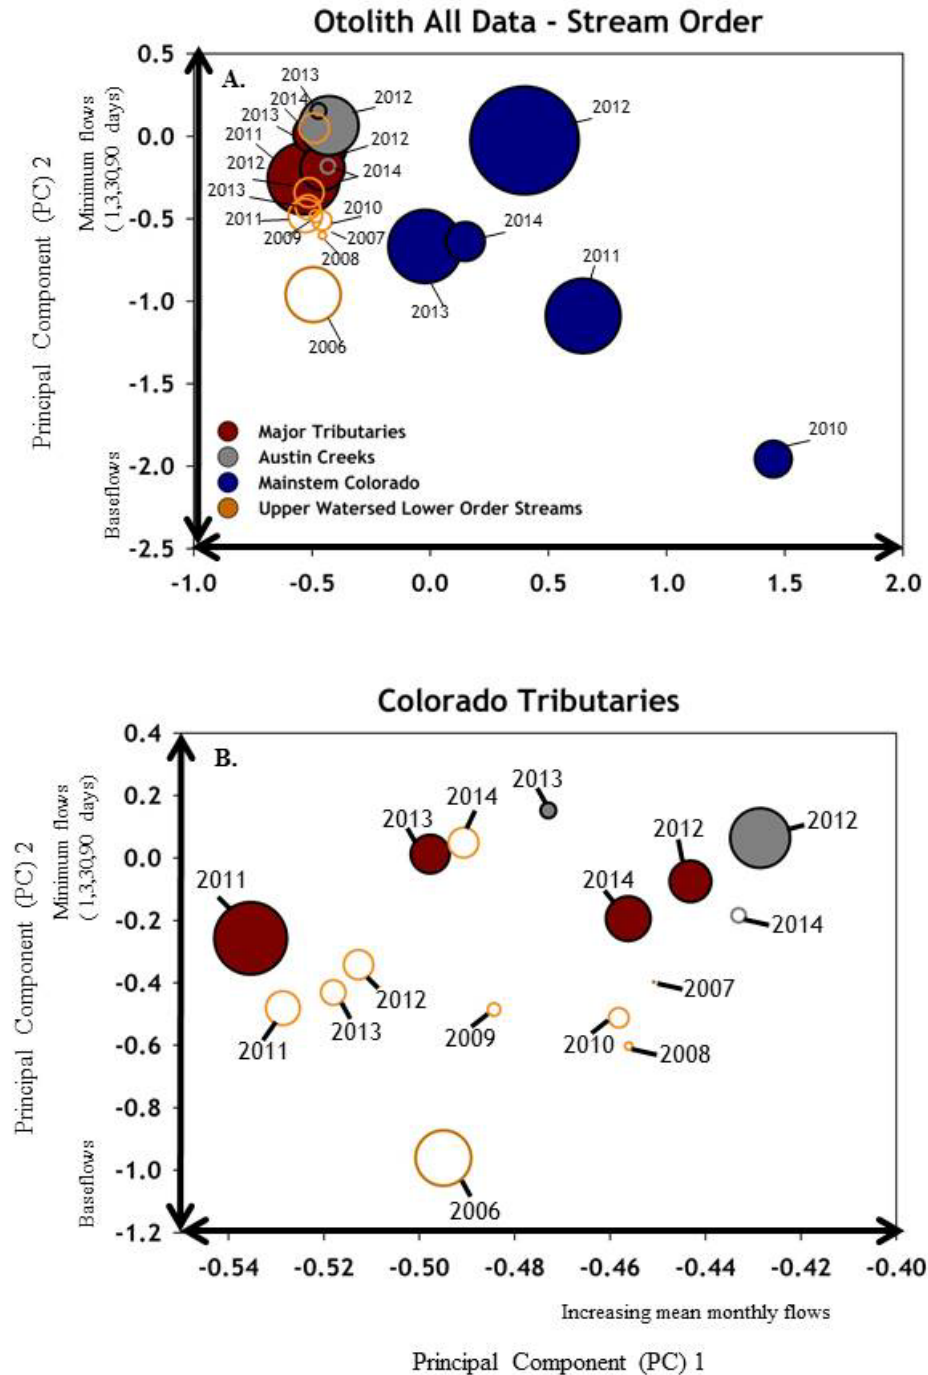 Otolith All Data - Stream Order
0.5
A.
2013
2014
2013
2012
2012
0.0
2011
2012
2012
2014
2013
-0.5
2011
2010
2014
2009
2007
2008
2011
-1.0
2013
2006
-1.5
Major Tributaries
2010
Austin Creeks
-2.0
Mainstem Colorado
Upper Watersed Lower Order Streams
-2.5
-1.0 -0.5 0.0 0.5 1.0 1.5 2.0
Principal Component (PC) 2
Minimum flows
( 1,3,30,90 days)
Baseflows
Colorado Tributaries
0.4
B.
2013
0.2
2014
2013
2012
2012
0.0
2011
2014
-0.2
2014
-0.4
2012
2007
2013
2009
2010
2011
2008
-0.6
-0.8
-1.0
2006
-1.2
-0.54 -0.52 -0.50 -0.48 -0.46 -0.44 -0.42 -0.40
Principal Component (PC) 2
Minimum flows
( 1,3,30,90 days)
Baseflows
Increasing mean monthly flows
Principal Component (PC) 1